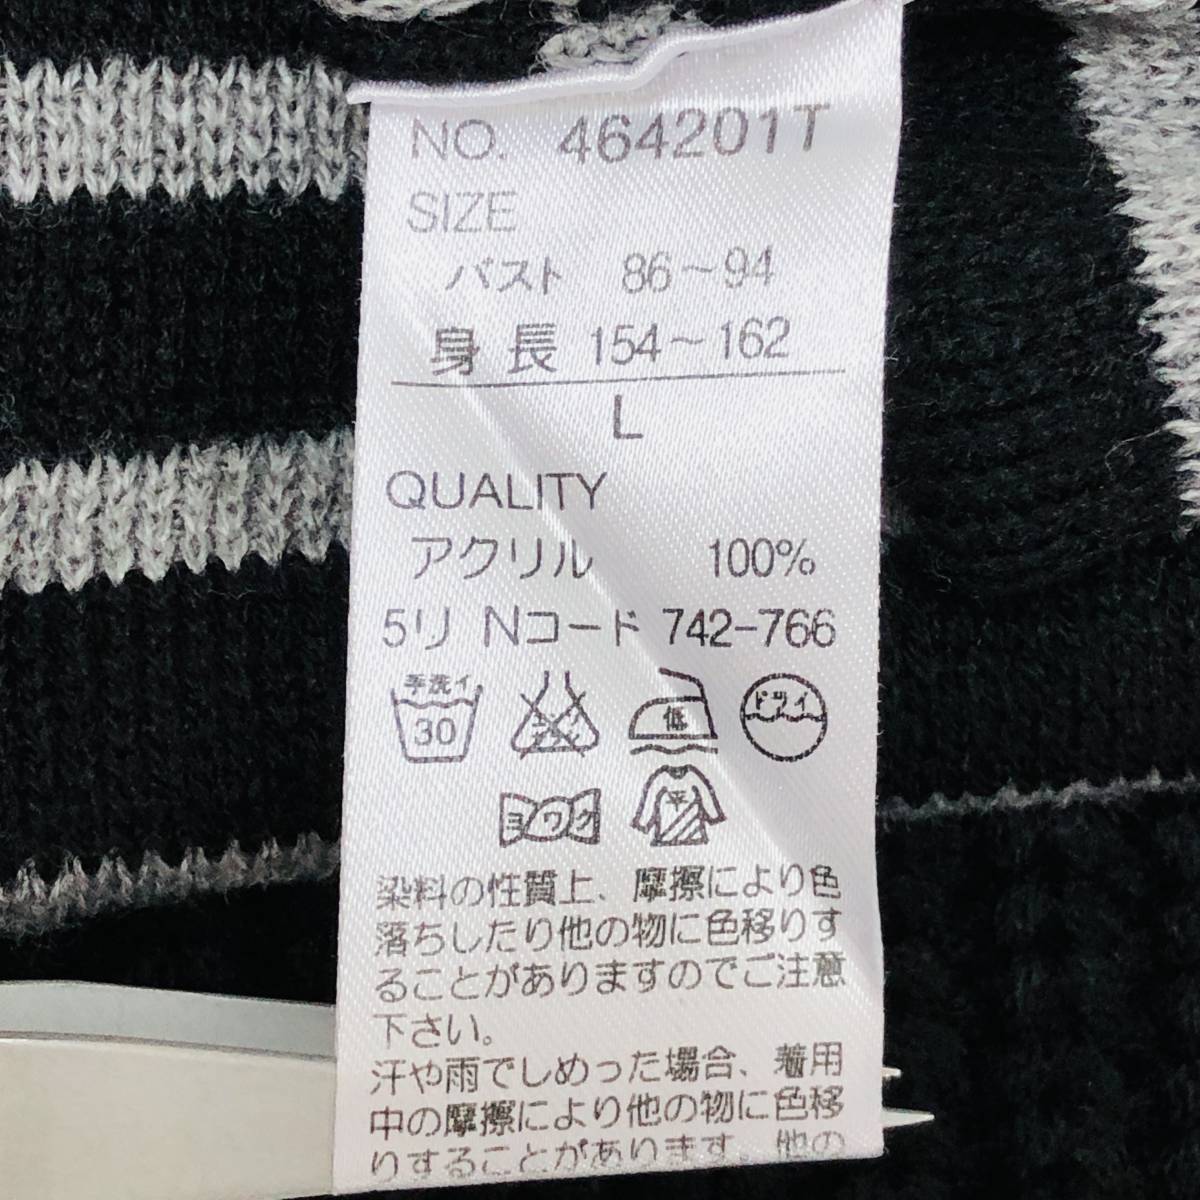 NO. 464201T
SIZE
バスト 86～94
身長 154～162
L
QUALITY
アクリル 100%
5リ Nコード 742-766
手洗イ 30 低 ドライ
ヨワク 平
染料の性質上、摩擦により色
落ちしたり他の物に色移りす
ることがありますのでご注意
下さい。
汗や雨でしめった場合、着用
中の摩擦により他の物に色移
りすることがあります。他の